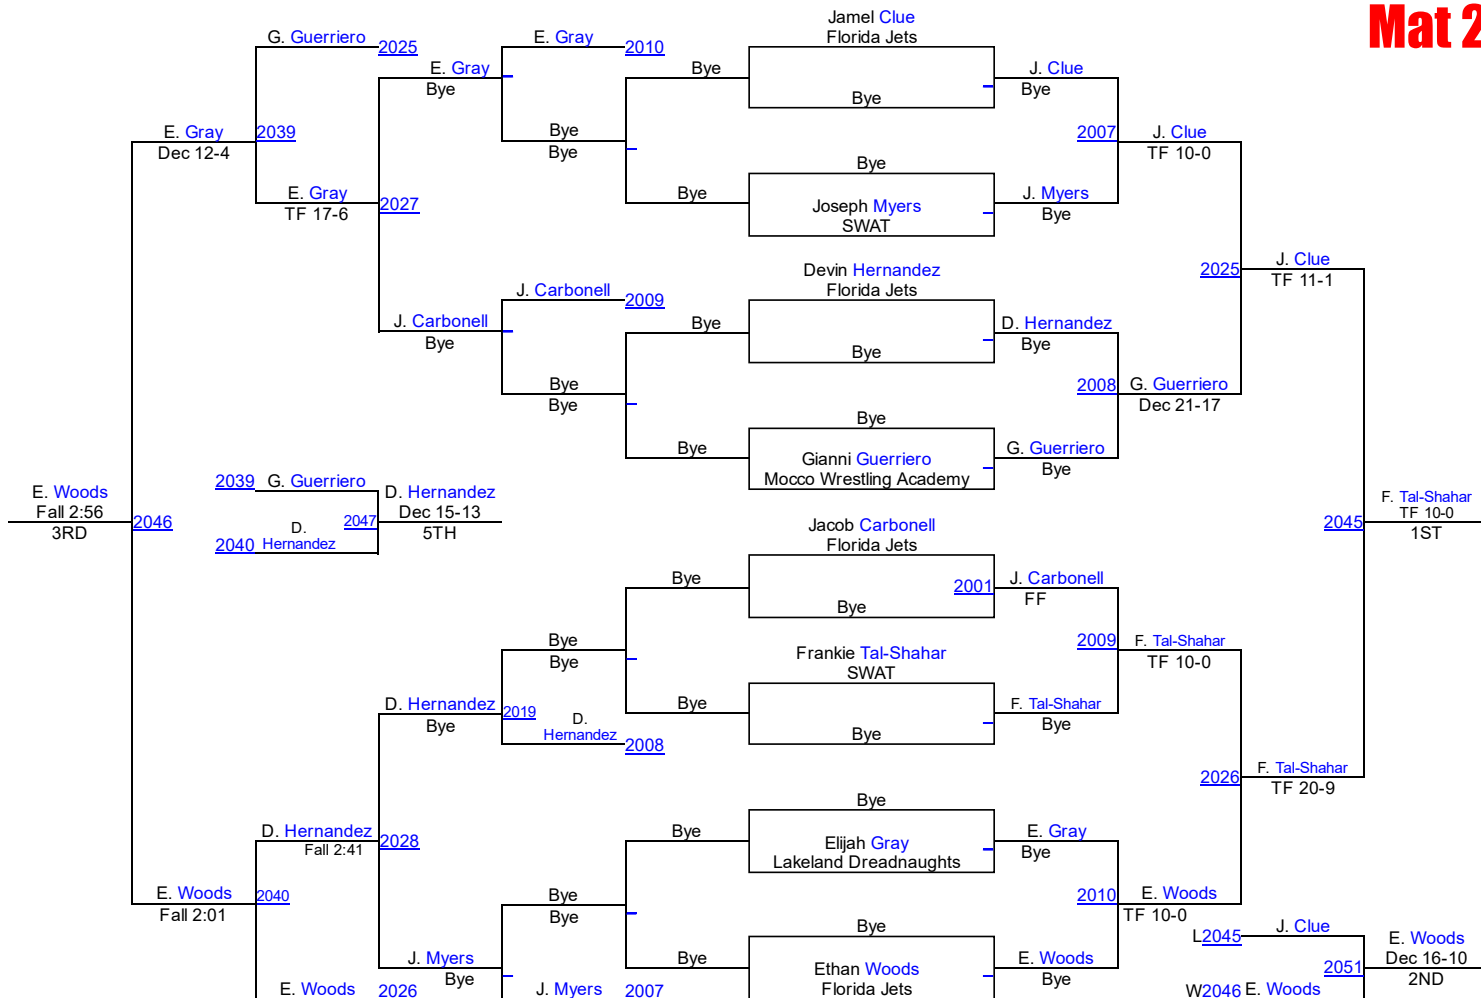 Mat 2
Jamel Clue
Florida Jets
G. Guerriero 2025
E. Gray 2010
E. Gray
Bye
Bye
Bye
J. Clue
Bye
E. Gray 2039
Dec 12-4
Bye
Bye
2007 J. Clue
TF 10-0
Bye
E. Gray
TF 17-6
2027
Bye
Joseph Myers
SWAT
J. Myers
Bye
Devin Hernandez
Florida Jets
J. Clue
2025 TF 11-1
J. Carbonell 2009
J. Carbonell
Bye
Bye
Bye
D. Hernandez
Bye
Bye
Bye
2008 G. Guerriero
Dec 21-17
Bye
Bye
Gianni Guerriero
Mocco Wrestling Academy
G. Guerriero
Bye
2039 G. Guerriero
E. Woods
Fall 2:56
3RD
2046
D. Hernandez
2047 Dec 15-13
5TH
2040 D.
Hernandez
F. Tal-Shahar
TF 10-0
2045 1ST
Jacob Carbonell
Florida Jets
Bye
Bye
2001 J. Carbonell
FF
Bye
Bye
Frankie Tal-Shahar
SWAT
2009 F. Tal-Shahar
TF 10-0
D. Hernandez 2019
Bye
D.
Hernandez 2008
Bye
Bye
F. Tal-Shahar
Bye
2026 F. Tal-Shahar
TF 20-9
Bye
D. Hernandez
Fall 2:41
2028
Bye
Elijah Gray
Lakeland Dreadnaughts
E. Gray
Bye
E. Woods 2040
Fall 2:01
Bye
Bye
2010 E. Woods
TF 10-0
Bye
L2045 J. Clue
J. Myers
Bye
Bye
Ethan Woods
Florida Jets
E. Woods
Bye
E. Woods
Dec 16-10
2051 2ND
E. Woods 2026
J. Myers 2007
W2046 E. Woods